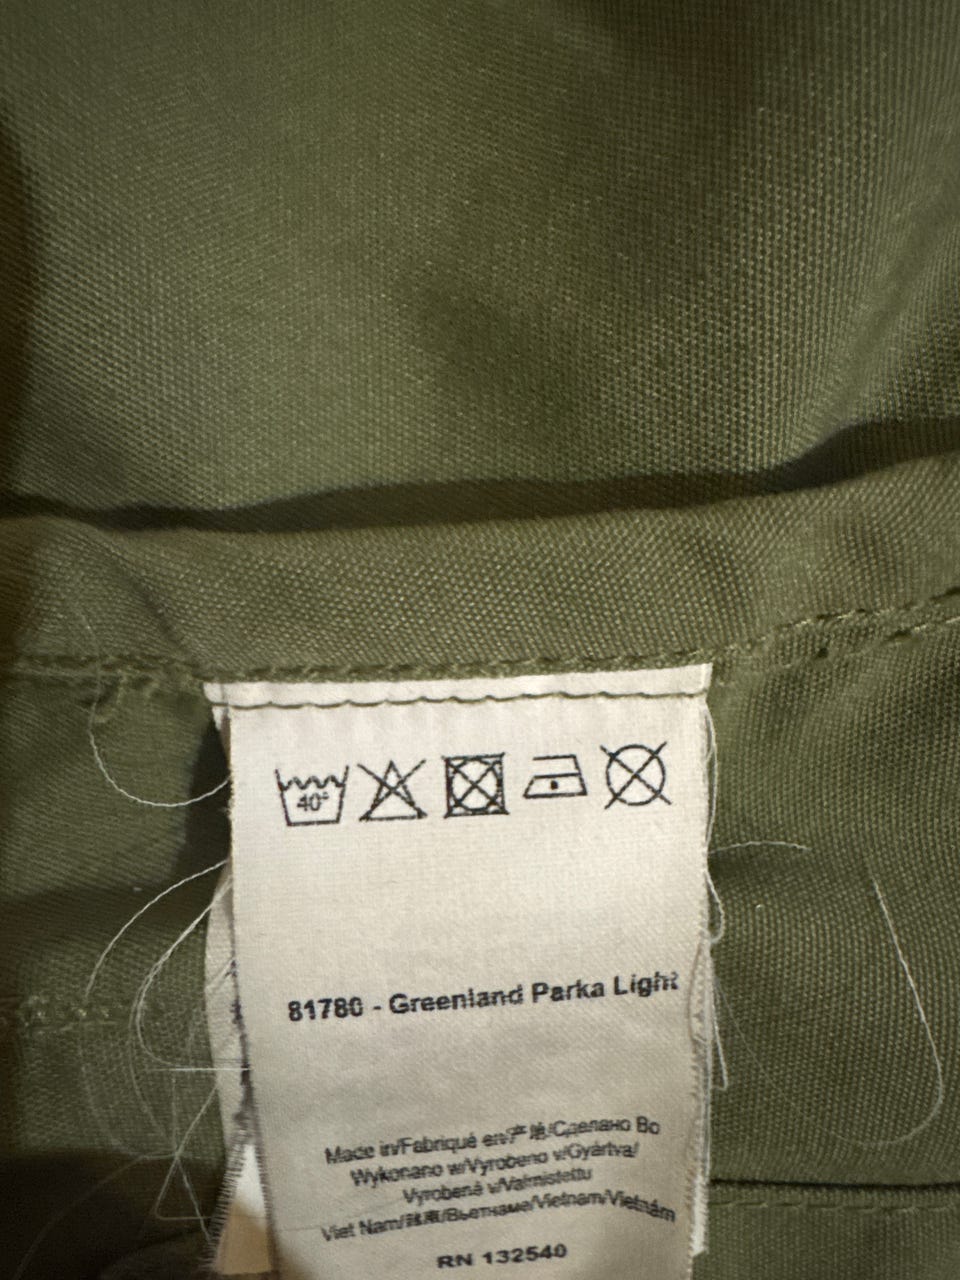 40°
81780 - Greenland Parka Light
Made in/Fabriqué en/产地/Сделано Во
Wykonano w/Vyrobeno v/Gyártva/
Vyrobené v/Valmistettu
Viet Nam/越南/Вьетнаме/Vietnam/Vietnám
RN 132540